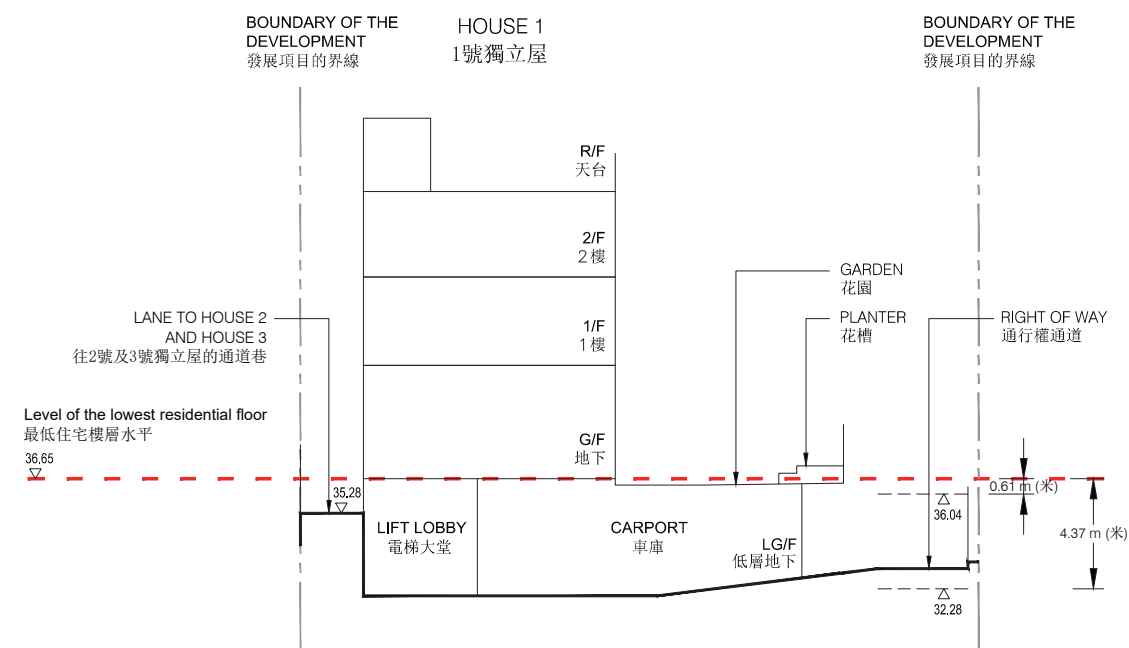 BOUNDARY OF THE
DEVELOPMENT
發展項目的界線
HOUSE 1
1號獨立屋
BOUNDARY OF THE
DEVELOPMENT
發展項目的界線
R/F
天台
2/F
2樓
GARDEN
花園
LANE TO HOUSE 2
AND HOUSE 3
往2號及3號獨立屋的通道巷
1/F
1樓
PLANTER
花槽
RIGHT OF WAY
通行權通道
Level of the lowest residential floor
最低住宅樓層水平
36.65
G/F
地下
35.28
0.61 m (米)
36.04
4.37 m (米)
LIFT LOBBY
電梯大堂
CARPORT
車庫
LG/F
低層地下
32.28